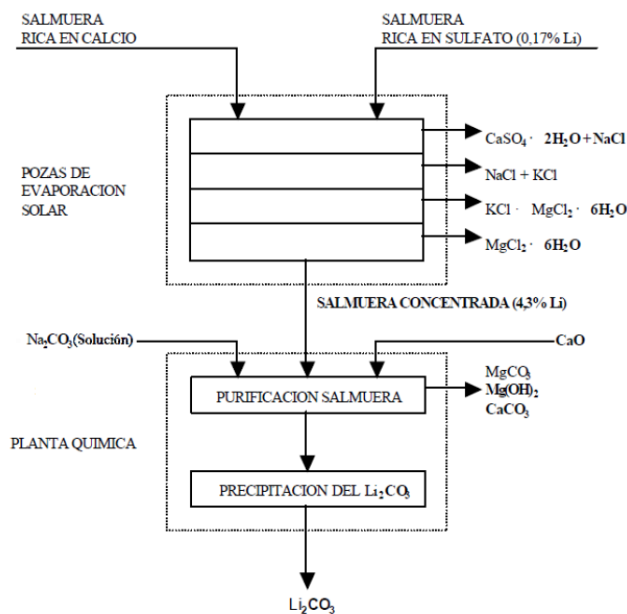 SALMUERA
RICA EN CALCIO
SALMUERA
RICA EN SULFATO (0,17% Li)
POZAS DE
EVAPORACION
SOLAR
CaSO₄ · 2H₂O + NaCl
NaCl + KCl
KCl · MgCl₂ · 6H₂O
MgCl₂ · 6H₂O
SALMUERA CONCENTRADA (4,3% Li)
Na₂CO₃(Solución)
CaO
PURIFICACION SALMUERA
MgCO₃
Mg(OH)₂
CaCO₃
PLANTA QUIMICA
PRECIPITACION DEL Li₂CO₃
Li₂CO₃